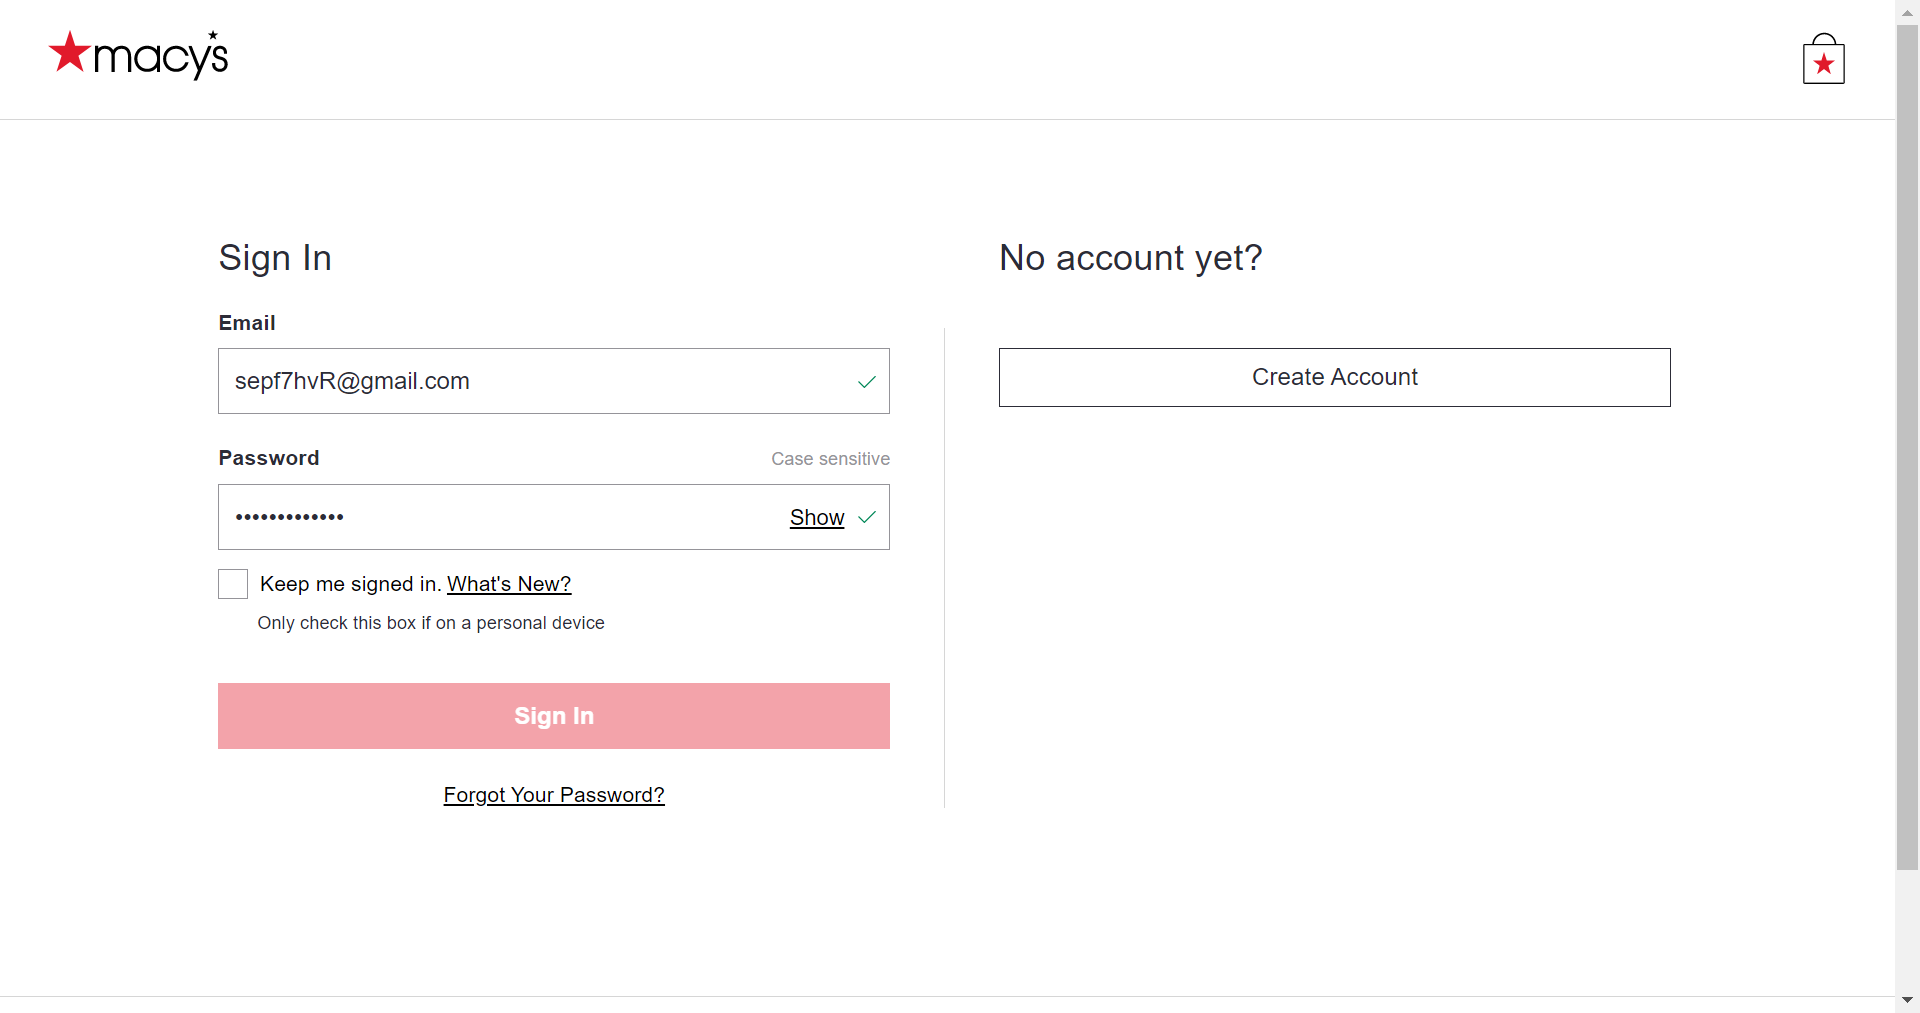 macy's
Sign In
Email
sepf7hvR@gmail.com
Password
Case sensitive
•••••••••••••
Show
Keep me signed in. What's New?
Only check this box if on a personal device
Sign In
Forgot Your Password?
No account yet?
Create Account